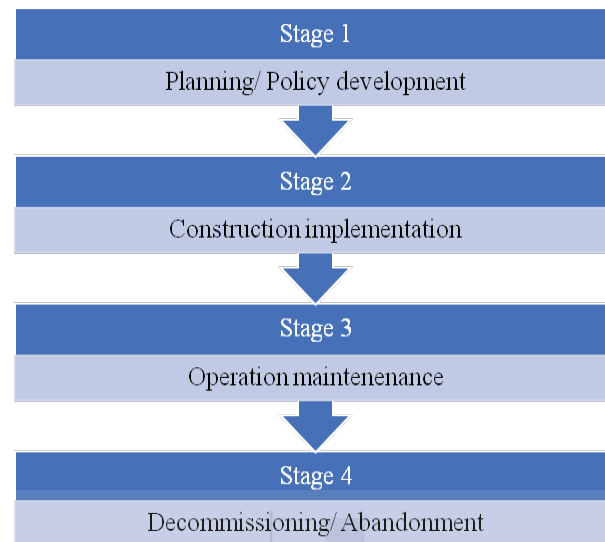 Stage 1
Planning/ Policy development
Stage 2
Construction implementation
Stage 3
Operation maintenenance
Stage 4
Decommissioning/ Abandonment